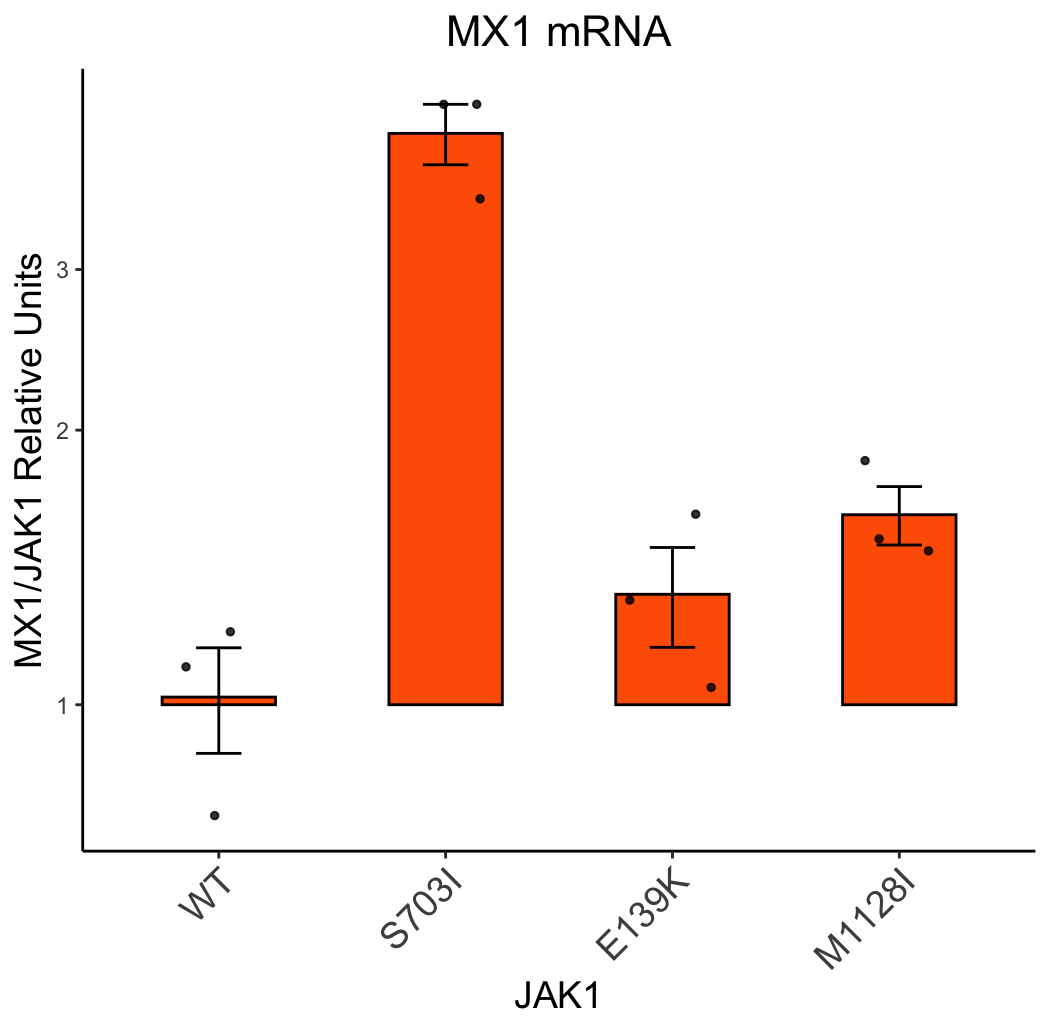 MX1 mRNA
MX1/JAK1 Relative Units
3
2
1
WT
S703I
E139K
M1128I
JAK1